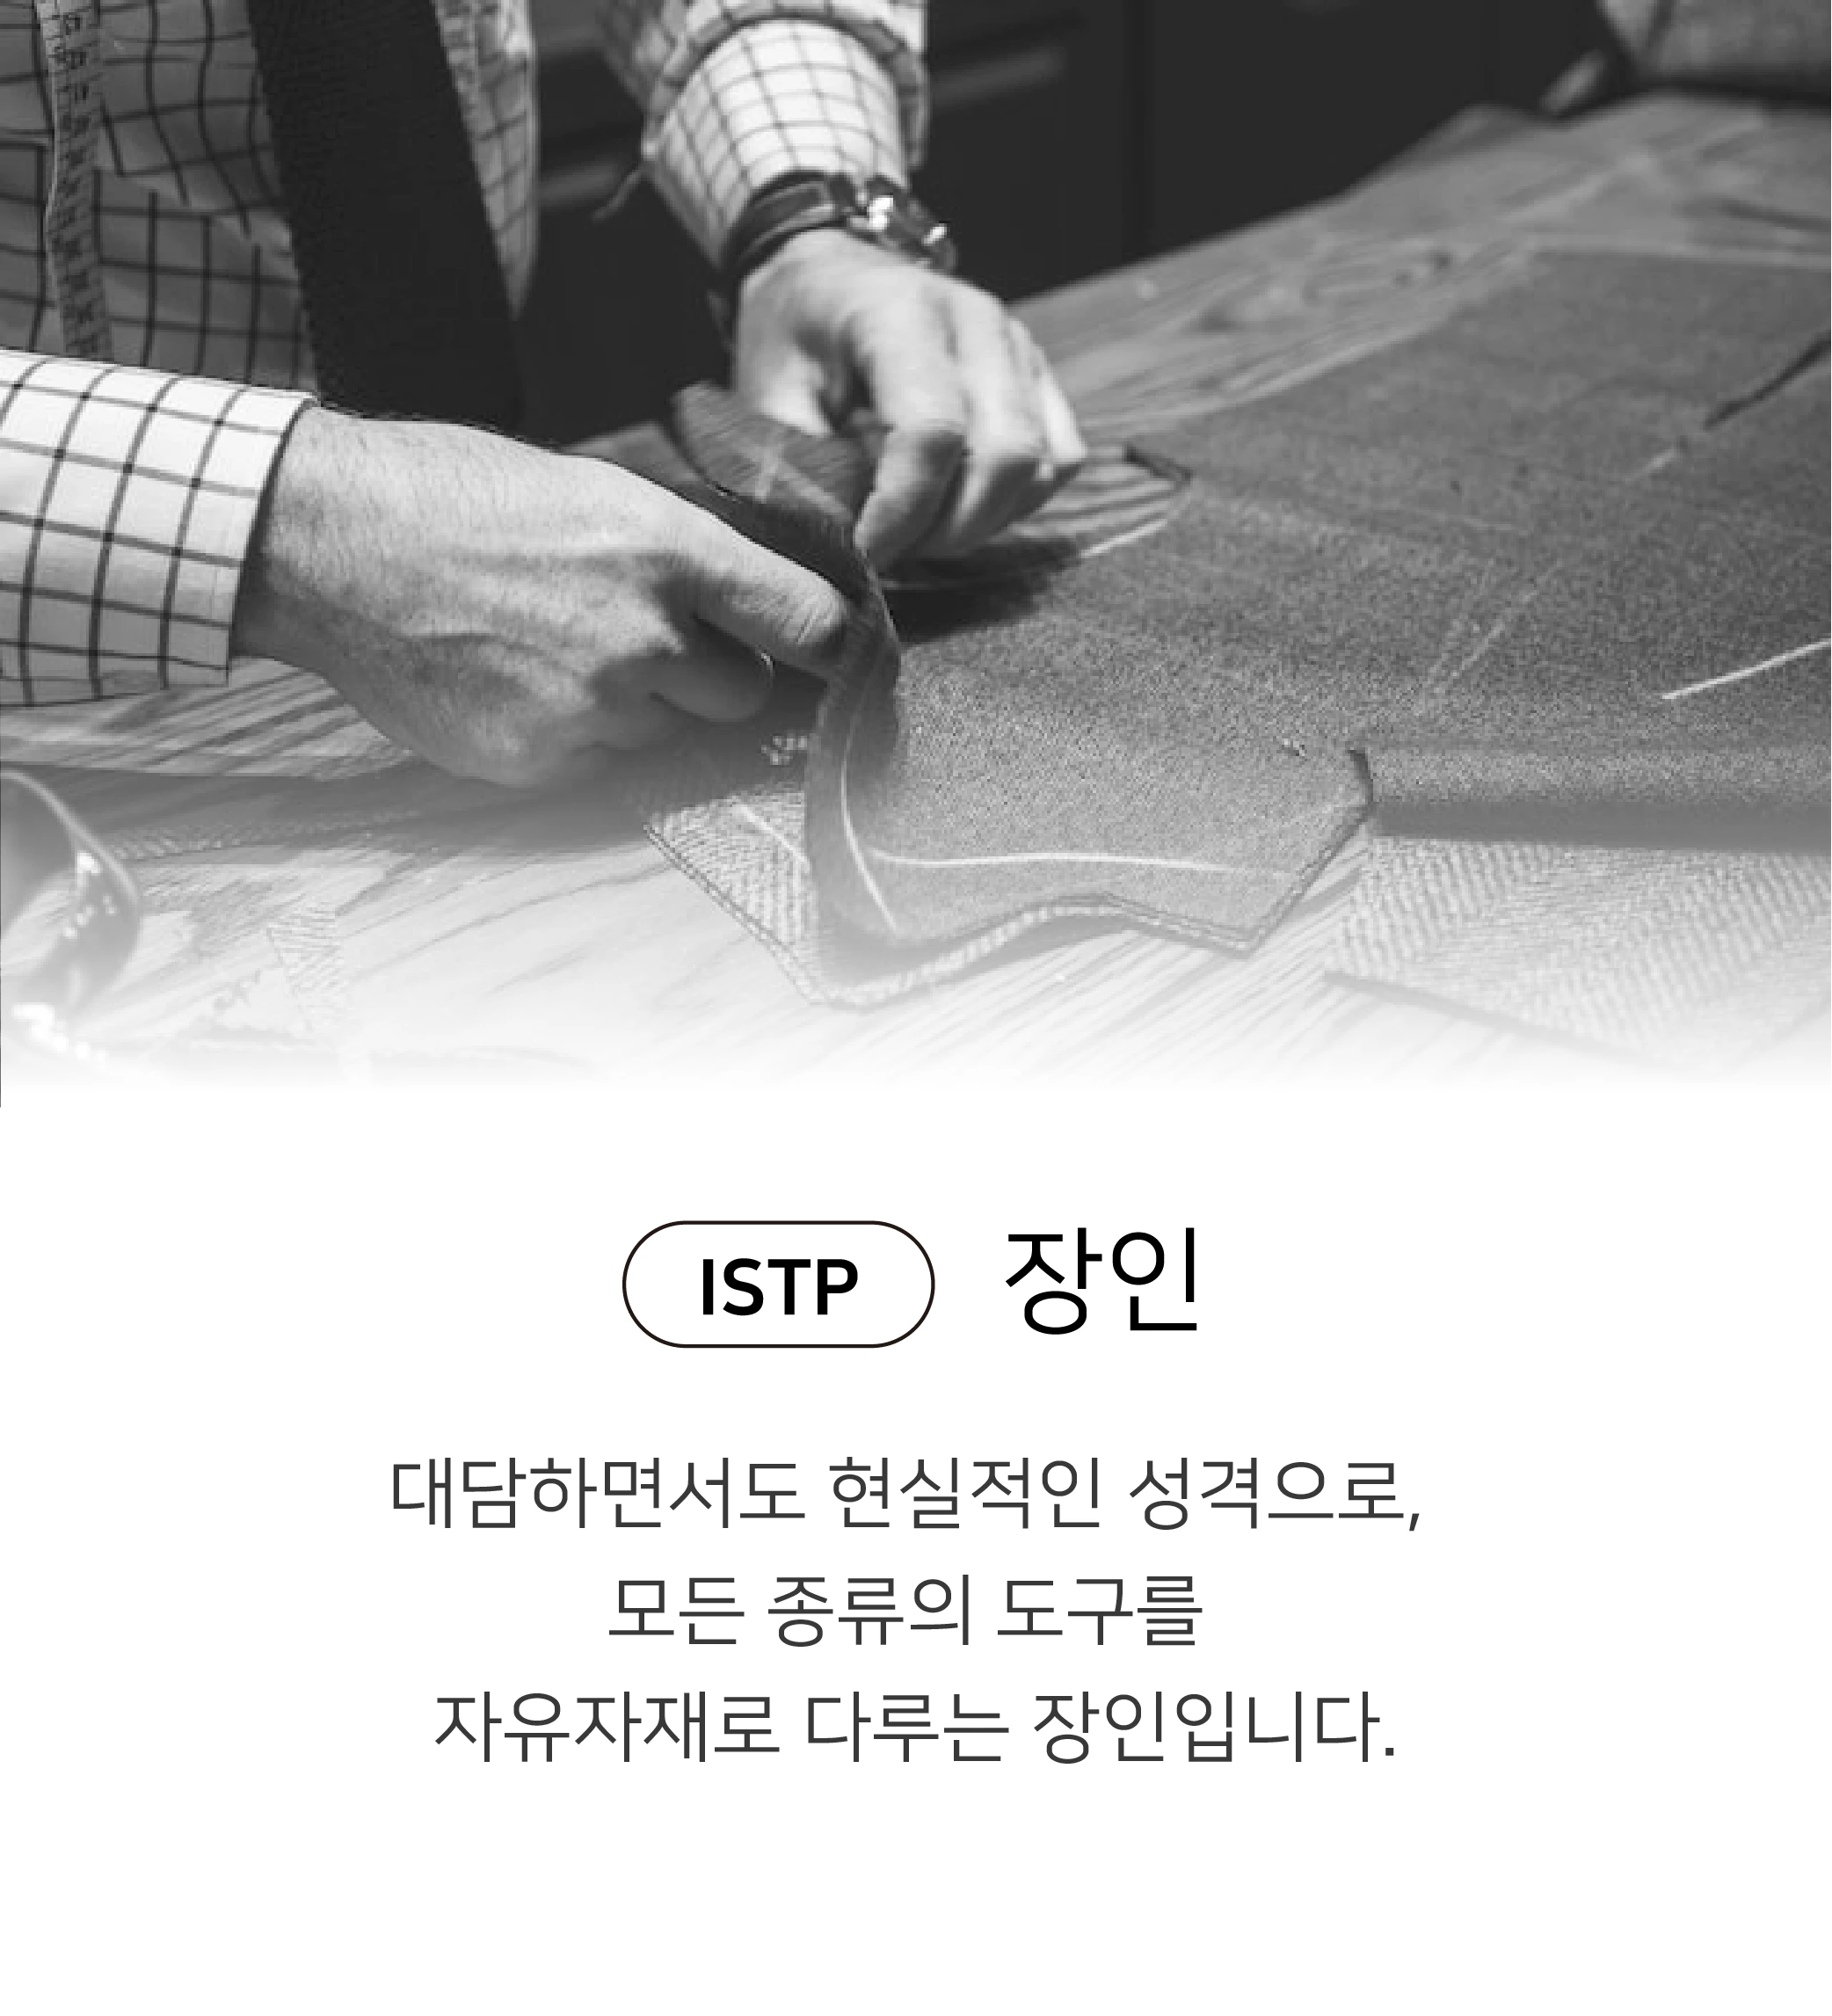 ISTP 장인
대담하면서도 현실적인 성격으로,
모든 종류의 도구를
자유자재로 다루는 장인입니다.